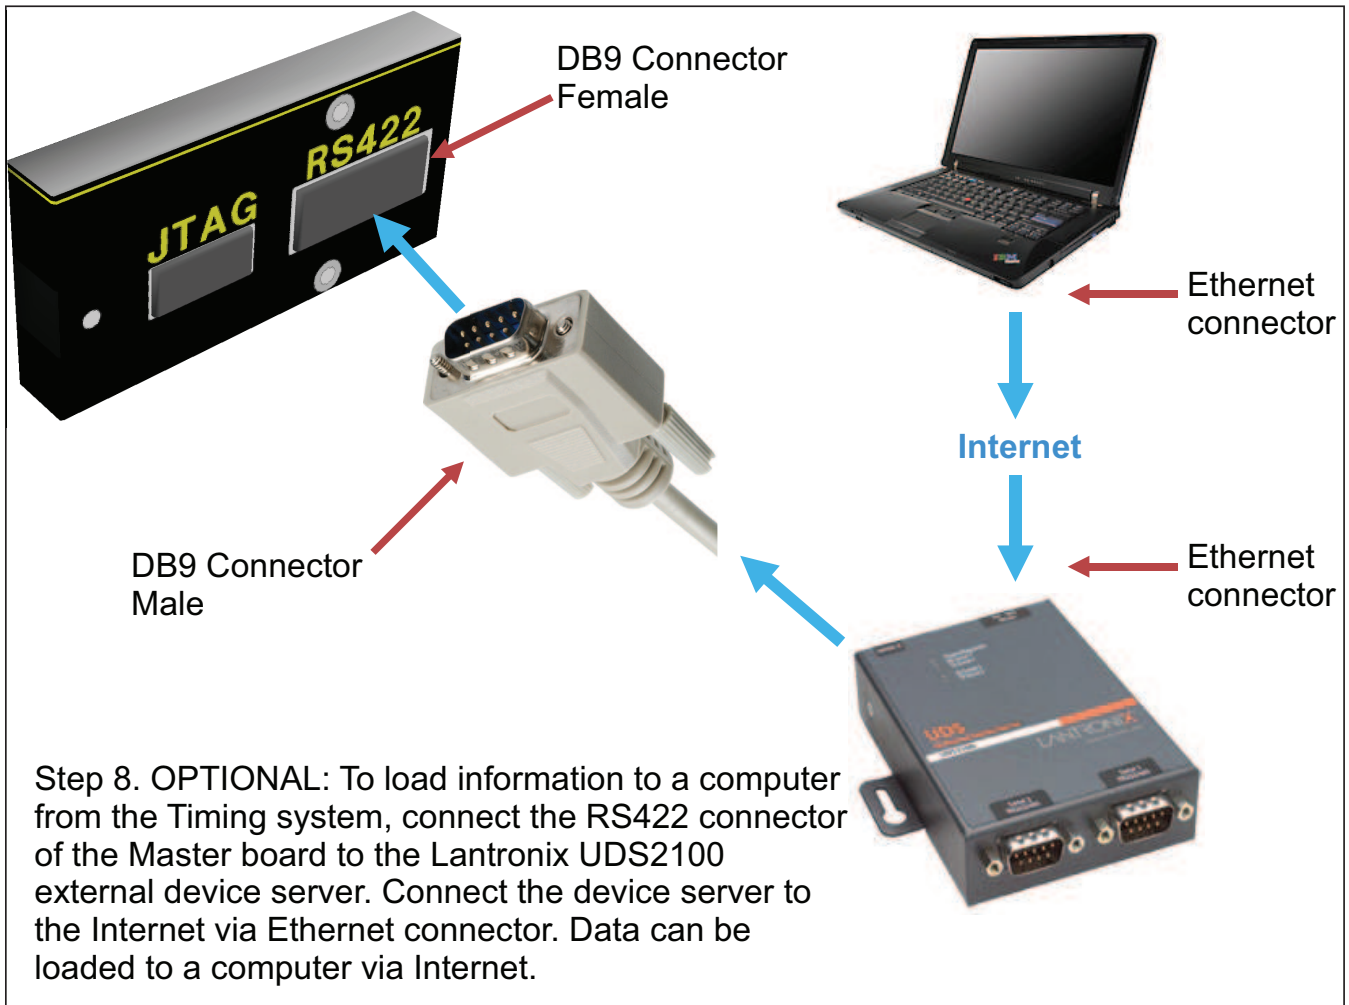 DB9 Connector
Female
RS422
JTAG
Ethernet
connector
Internet
DB9 Connector
Male
Ethernet
connector
UDS
LANTRONIX
Step 8. OPTIONAL: To load information to a computer
from the Timing system, connect the RS422 connector
of the Master board to the Lantronix UDS2100
external device server. Connect the device server to
the Internet via Ethernet connector. Data can be
loaded to a computer via Internet.